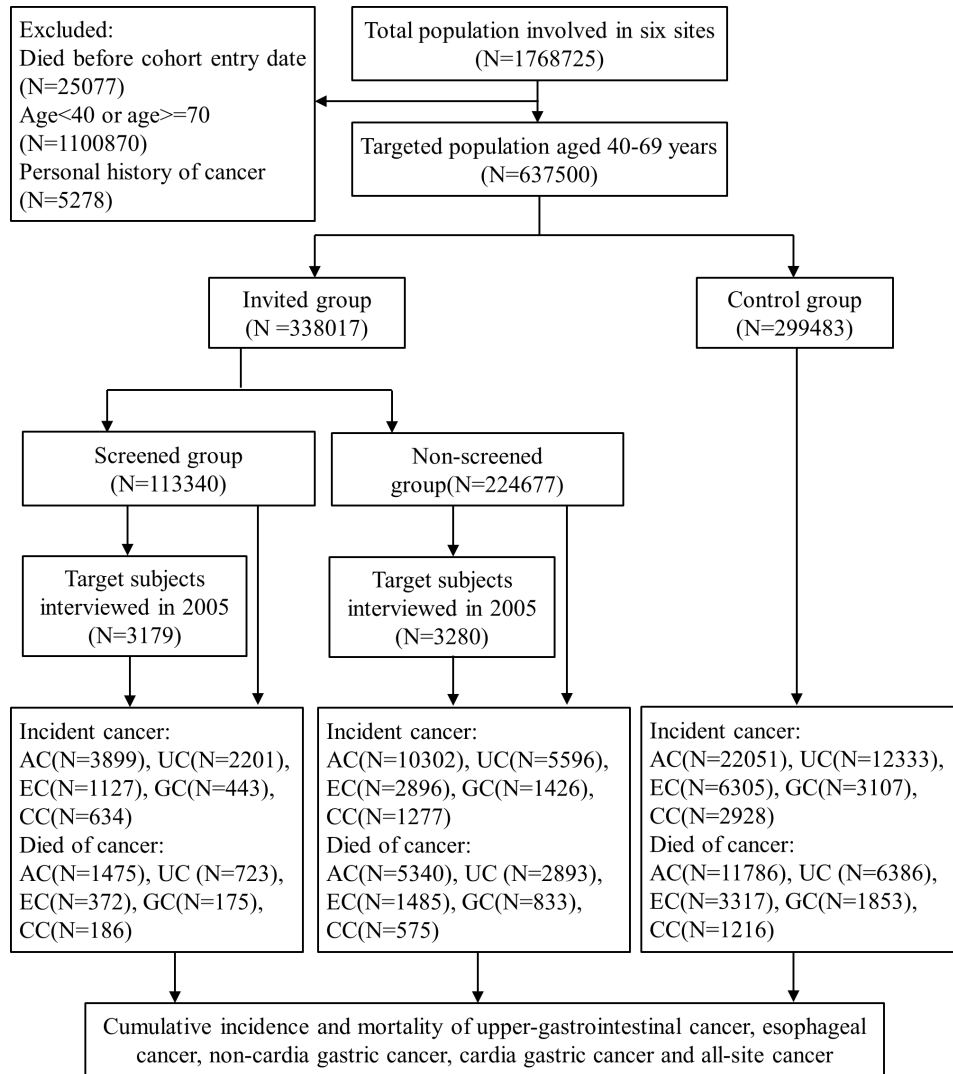 Excluded:
Died before cohort entry date
(N=25077)
Age<40 or age>=70
(N=1100870)
Personal history of cancer
(N=5278)
Total population involved in six sites
(N=1768725)
Targeted population aged 40-69 years
(N=637500)
Invited group
(N =338017)
Control group
(N=299483)
Screened group
(N=113340)
Non-screened
group(N=224677)
Target subjects
interviewed in 2005
(N=3179)
Target subjects
interviewed in 2005
(N=3280)
Incident cancer:
AC(N=3899), UC(N=2201),
EC(N=1127), GC(N=443),
CC(N=634)
Died of cancer:
AC(N=1475), UC (N=723),
EC(N=372), GC(N=175),
CC(N=186)
Incident cancer:
AC(N=10302), UC(N=5596),
EC(N=2896), GC(N=1426),
CC(N=1277)
Died of cancer:
AC(N=5340), UC (N=2893),
EC(N=1485), GC(N=833),
CC(N=575)
Incident cancer:
AC(N=22051), UC(N=12333),
EC(N=6305), GC(N=3107),
CC(N=2928)
Died of cancer:
AC(N=11786), UC (N=6386),
EC(N=3317), GC(N=1853),
CC(N=1216)
Cumulative incidence and mortality of upper-gastrointestinal cancer, esophageal
cancer, non-cardia gastric cancer, cardia gastric cancer and all-site cancer